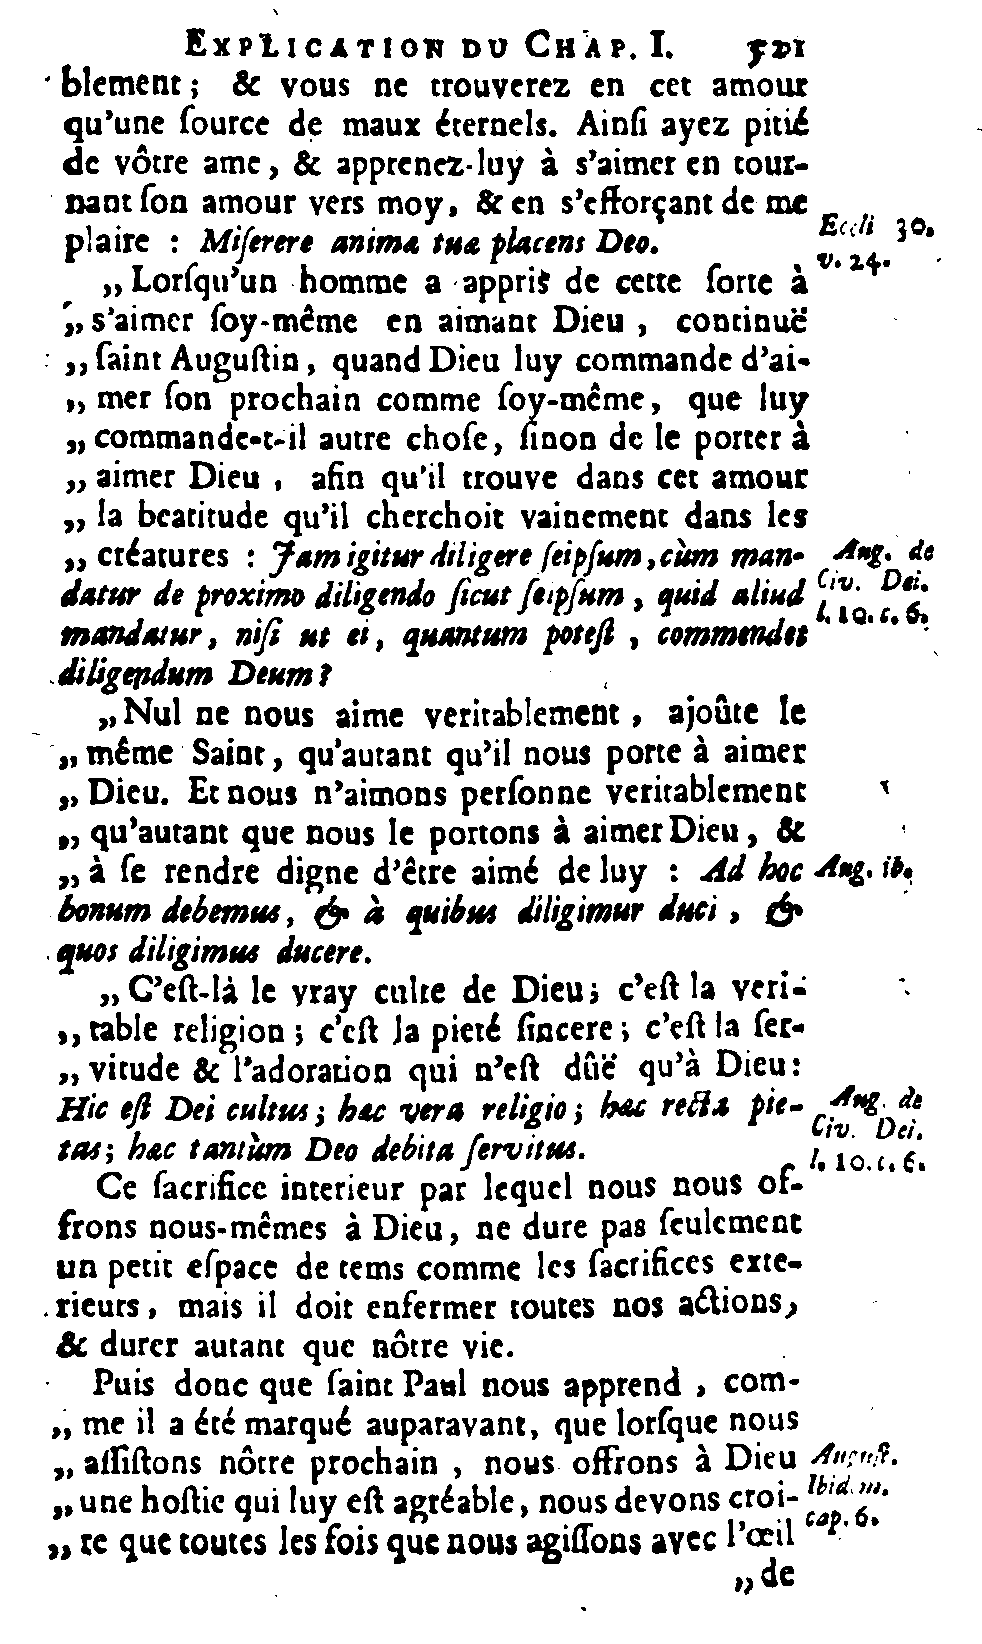 EXPLICATION DU CHAP. I. 521
blement; & vous ne trouverez en cet amour
qu'une ſource de maux éternels. Ainſi ayez pitié
de vôtre ame, & apprenez-luy à s'aimer en tour-
nant ſon amour vers moy, & en s'efforçant de me
plaire : Miſerere animæ tuæ placens Deo.
Eccli 30.
v. 24.
„ Lorſqu'un homme a appris de cette ſorte à
„ s'aimer ſoy-même en aimant Dieu, continuë
„ ſaint Auguſtin, quand Dieu luy commande d'ai-
„ mer ſon prochain comme ſoy-même, que luy
„ commande-t-il autre choſe, ſinon de le porter à
„ aimer Dieu, afin qu'il trouve dans cet amour
„ la beatitude qu'il cherchoit vainement dans les
„ créatures : Jam igitur diligere ſeipſum, cùm man-
datur de proximo diligendo ſicut ſeipſum, quid aliud
mandatur, niſi ut ei, quantum poteſt, commendet
diligendum Deum?
Aug. de
Civ. Dei.
l. 10. c. 6.
„ Nul ne nous aime veritablement, ajoûte le
„ même Saint, qu'autant qu'il nous porte à aimer
„ Dieu. Et nous n'aimons perſonne veritablement
„ qu'autant que nous le portons à aimer Dieu, &
„ à ſe rendre digne d'être aimé de luy : Ad hoc
bonum debemus, & à quibus diligimur duci, &
quos diligimus ducere.
Aug. ib.
„ C'eſt-là le vray culte de Dieu; c'eſt la veri-
„ table religion; c'eſt la pieté ſincere; c'eſt la ſer-
„ vitude & l'adoration qui n'eſt dûë qu'à Dieu:
Hic eſt Dei cultus; hæc vera religio; hæc recta pie-
tas; hæc tantùm Deo debita ſervitus.
Aug. de
Civ. Dei.
l. 10. c. 6.
Ce ſacrifice interieur par lequel nous nous of-
frons nous-mêmes à Dieu, ne dure pas ſeulement
un petit eſpace de tems comme les ſacrifices exte-
rieurs, mais il doit enfermer toutes nos actions,
& durer autant que nôtre vie.
Puis donc que ſaint Paul nous apprend, com-
„ me il a été marqué auparavant, que lorſque nous
„ aſſiſtons nôtre prochain, nous offrons à Dieu
„ une hoſtie qui luy eſt agréable, nous devons croi-
„ re que toutes les fois que nous agiſſons avec l'œil
Auguſt.
Ibid. in.
cap. 6.
„ de